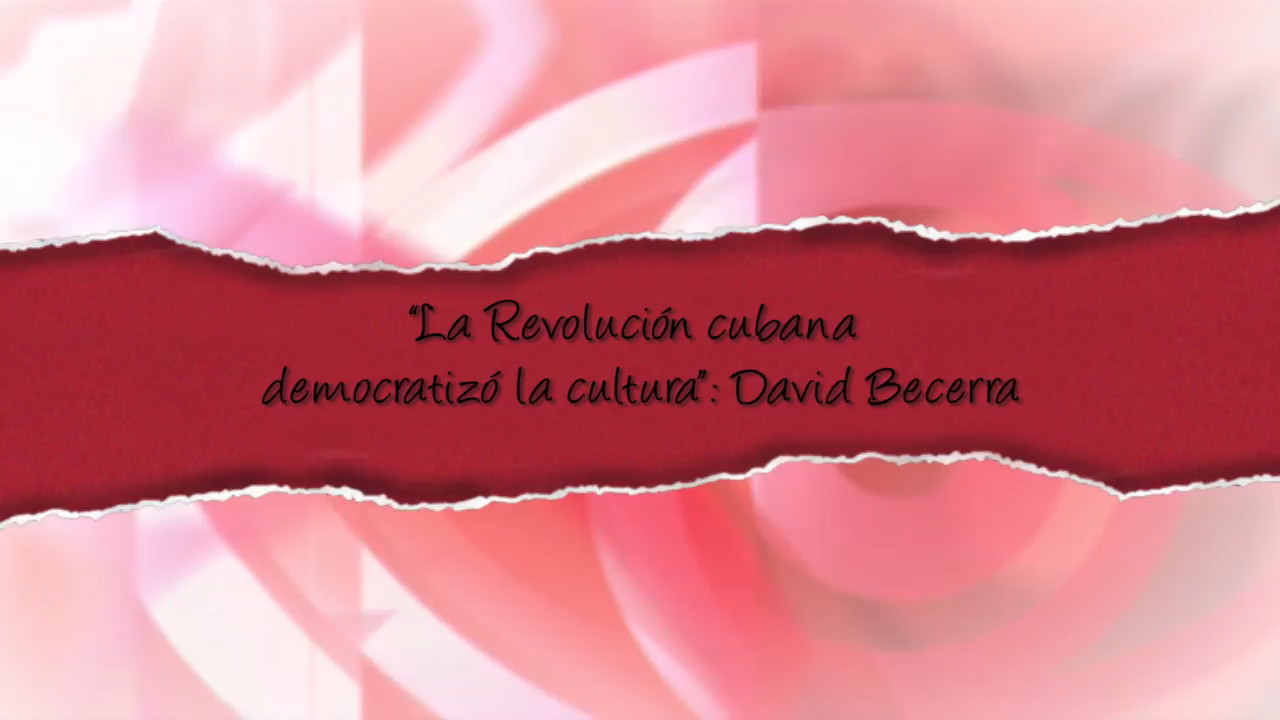 “La Revolución cubana
democratizó la cultura”: David Becerra